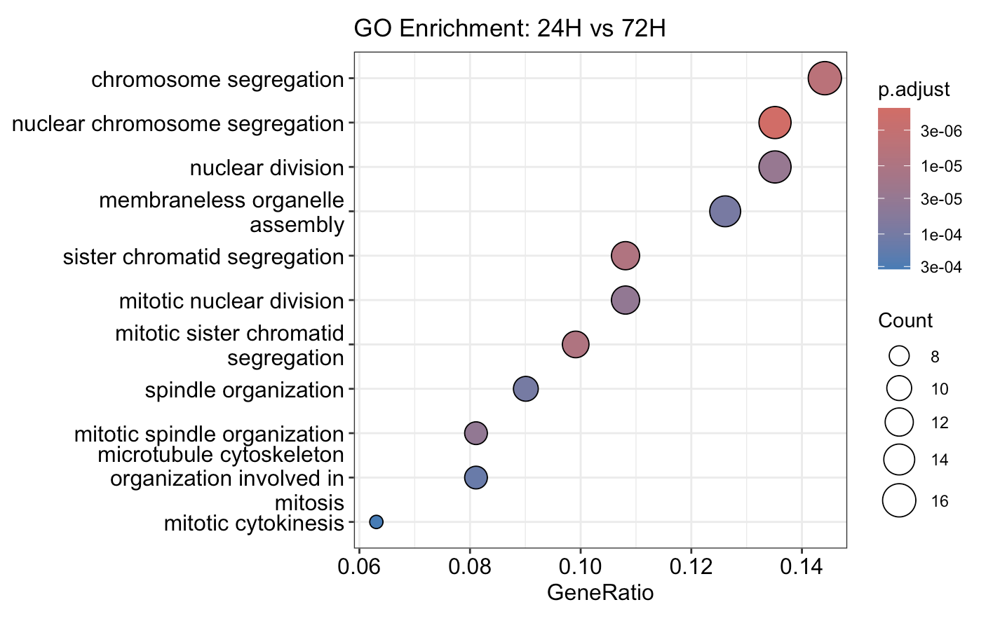 GO Enrichment: 24H vs 72H
chromosome segregation
nuclear chromosome segregation
nuclear division
membraneless organelle
assembly
sister chromatid segregation
mitotic nuclear division
mitotic sister chromatid
segregation
spindle organization
mitotic spindle organization
microtubule cytoskeleton
organization involved in
mitosis
mitotic cytokinesis
0.06 0.08 0.10 0.12 0.14
GeneRatio
p.adjust
3e-06
1e-05
3e-05
1e-04
3e-04
Count
8
10
12
14
16